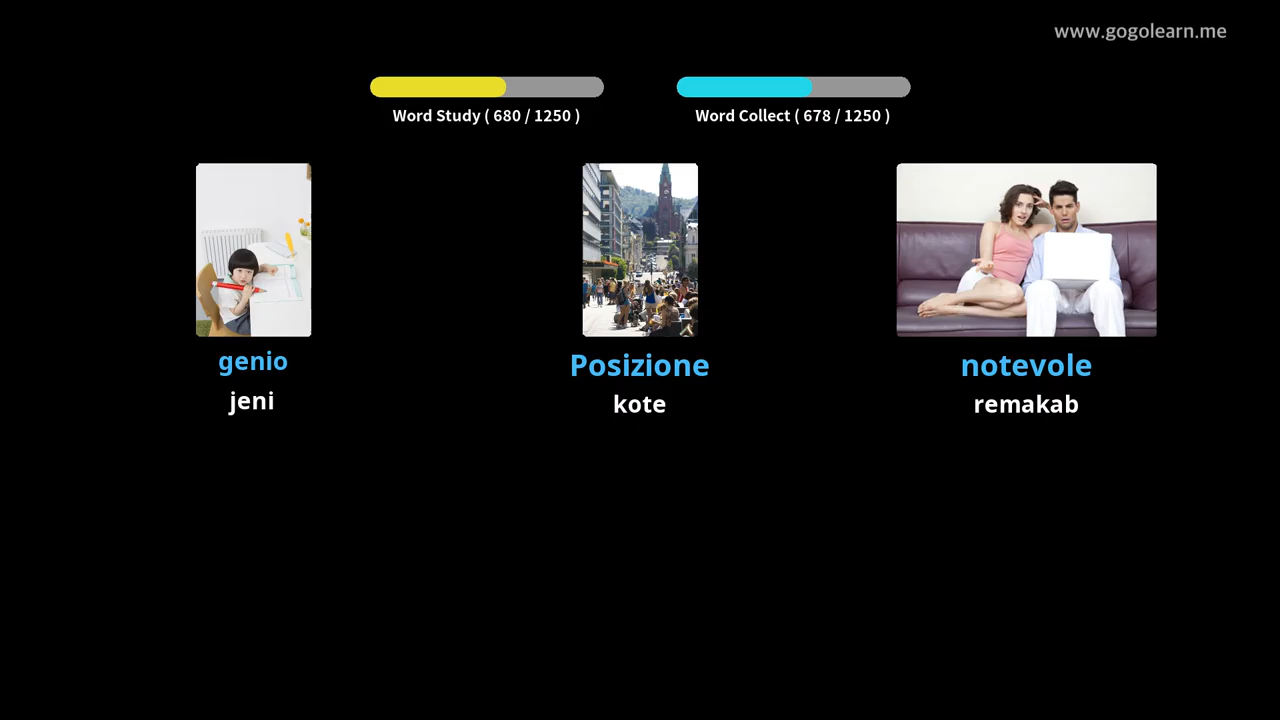 www.gogolearn.me
Word Study ( 680 / 1250 )
Word Collect ( 678 / 1250 )
genio
jeni
Posizione
kote
notevole
remakab